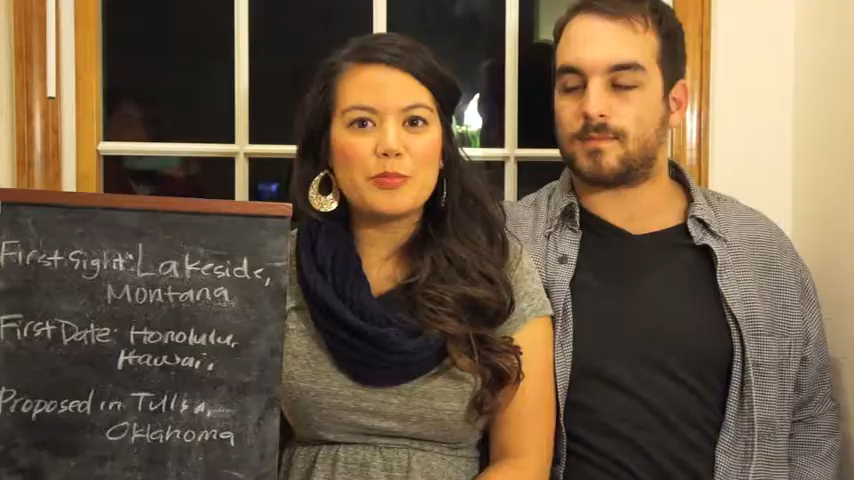 First Sight: Lakeside,
Montana
First Date: Honolulu,
Hawaii.
Proposed in Tulsa,
Oklahoma